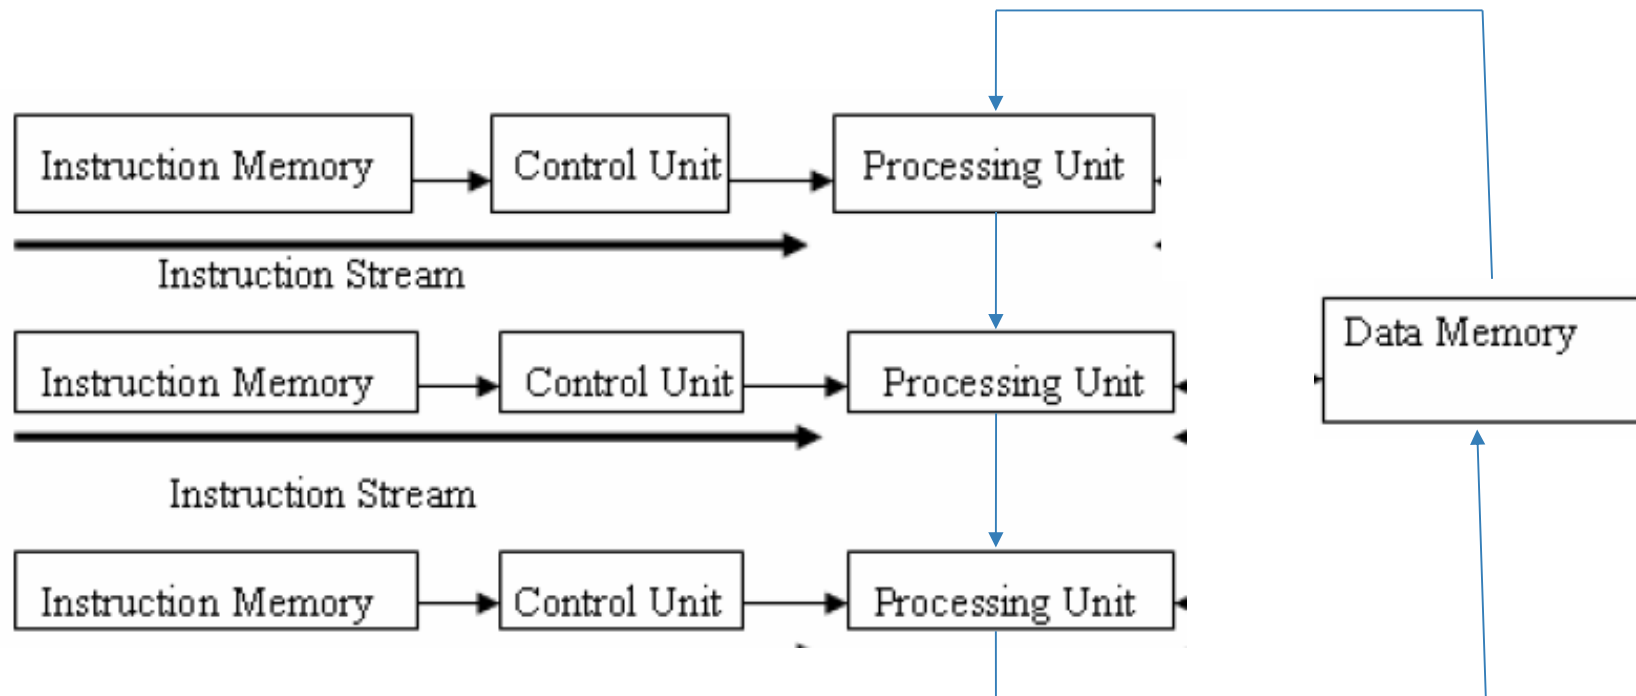 Instruction Memory
Control Unit
Processing Unit
Instruction Stream
Data Memory
Instruction Memory
Control Unit
Processing Unit
Instruction Stream
Instruction Memory
Control Unit
Processing Unit